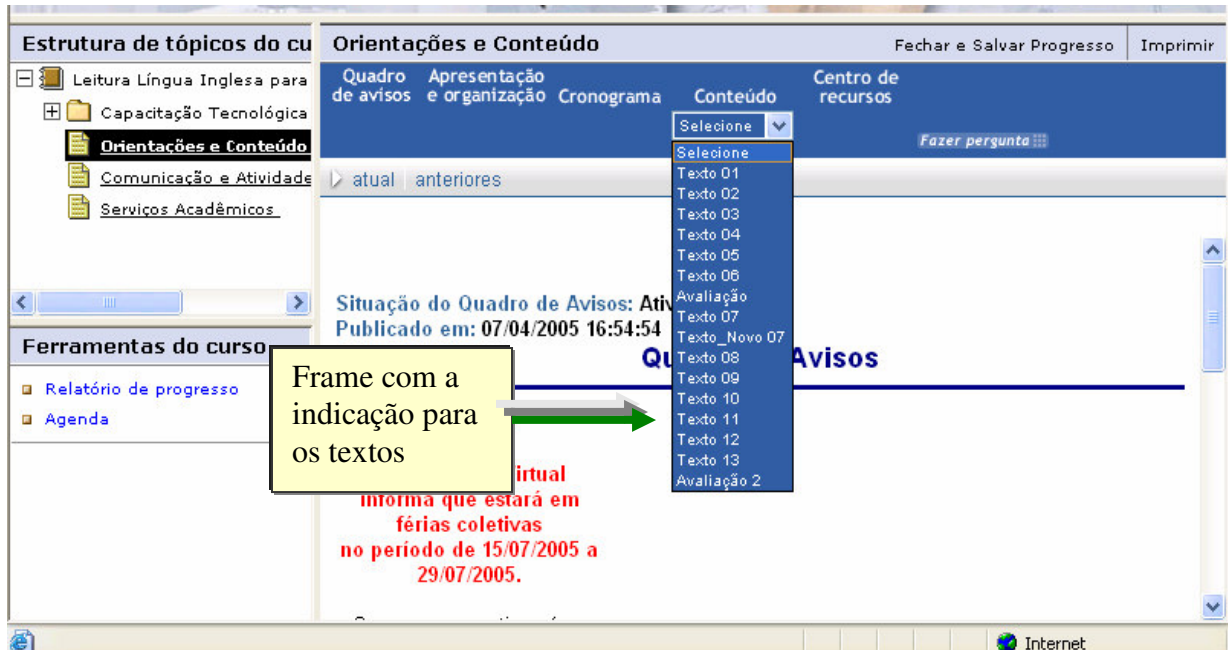 Estrutura de tópicos do cu
Leitura Língua Inglesa para
Capacitação Tecnológica
Orientações e Conteúdo
Comunicação e Atividade
Serviços Acadêmicos
Ferramentas do curso
Relatório de progresso
Agenda
Orientações e Conteúdo
Fechar e Salvar Progresso
Imprimir
Quadro de avisos
Apresentação e organização
Cronograma
Conteúdo
Centro de recursos
Selecione
Fazer pergunta
Selecione
Texto 01
Texto 02
Texto 03
Texto 04
Texto 05
Texto 06
Avaliação
Texto 07
Texto_Novo 07
Texto 08
Texto 09
Texto 10
Texto 11
Texto 12
Texto 13
Avaliação 2
atual anteriores
Situação do Quadro de Avisos: Ativ
Publicado em: 07/04/2005 16:54:54
Qu Avisos
Frame com a
indicação para
os textos
irtual
informa que estará em
férias coletivas
no período de 15/07/2005 a
29/07/2005.
Internet